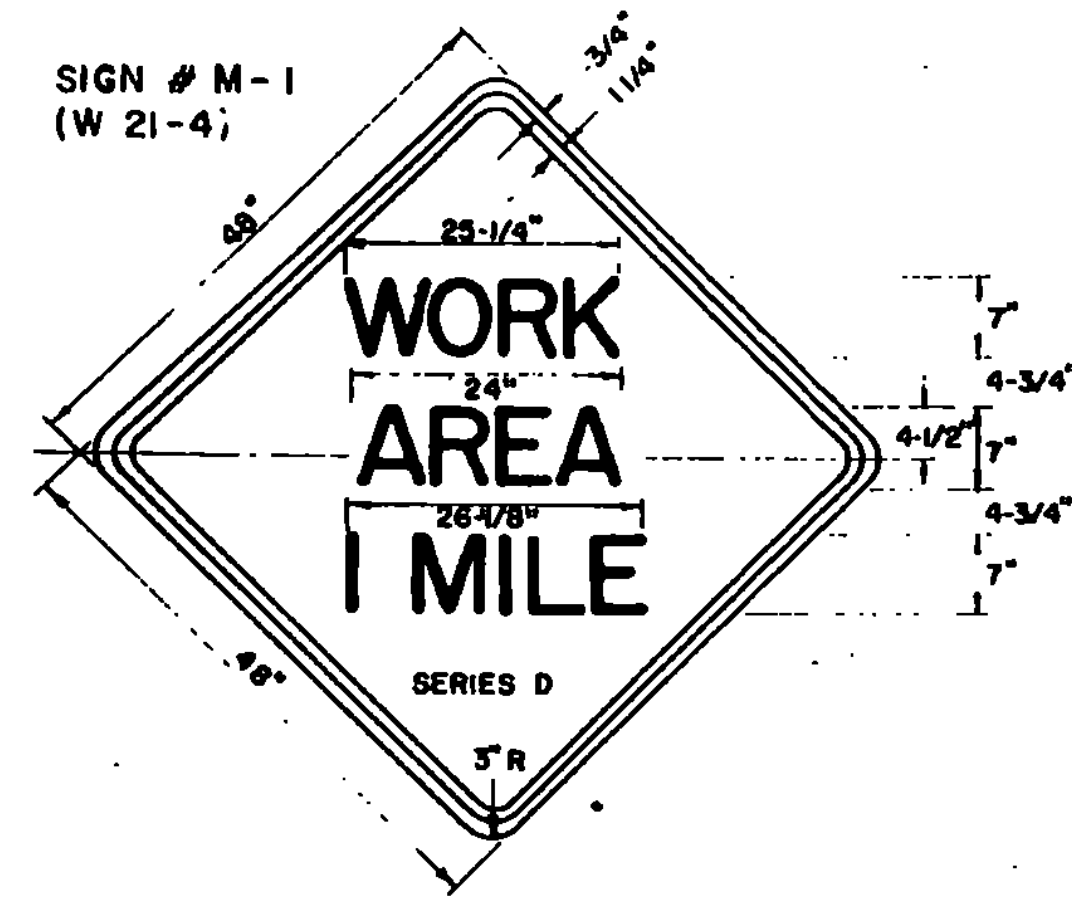 SIGN # M-1
(W 21-4)
3/4"
1 1/4"
48"
25-1/4"
WORK
7"
24"
4-3/4"
AREA
4-1/2"
7"
26-1/8"
4-3/4"
1 MILE
7"
48"
SERIES D
3" R